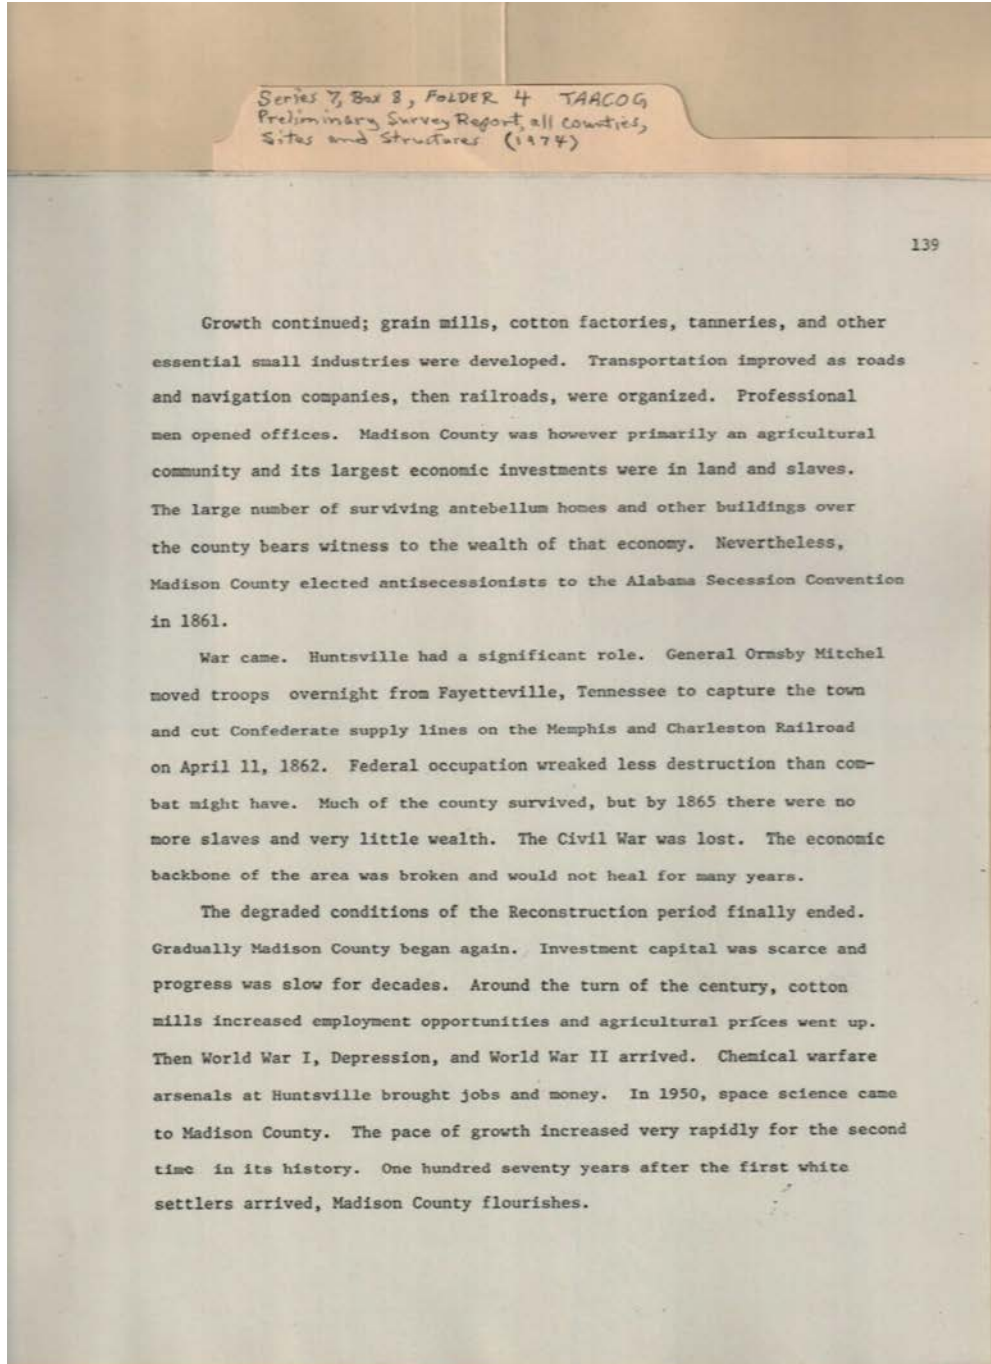 Series 7, Box 8, FOLDER 4 TARCOG
Preliminary Survey Report, all counties,
Sites and Structures (1974)
139
Growth continued; grain mills, cotton factories, tanneries, and other
essential small industries were developed. Transportation improved as roads
and navigation companies, then railroads, were organized. Professional
men opened offices. Madison County was however primarily an agricultural
community and its largest economic investments were in land and slaves.
The large number of surviving antebellum homes and other buildings over
the county bears witness to the wealth of that economy. Nevertheless,
Madison County elected antisecessionists to the Alabama Secession Convention
in 1861.
War came. Huntsville had a significant role. General Ormsby Mitchel
moved troops overnight from Fayetteville, Tennessee to capture the town
and cut Confederate supply lines on the Memphis and Charleston Railroad
on April 11, 1862. Federal occupation wreaked less destruction than com-
bat might have. Much of the county survived, but by 1865 there were no
more slaves and very little wealth. The Civil War was lost. The economic
backbone of the area was broken and would not heal for many years.
The degraded conditions of the Reconstruction period finally ended.
Gradually Madison County began again. Investment capital was scarce and
progress was slow for decades. Around the turn of the century, cotton
mills increased employment opportunities and agricultural prices went up.
Then World War I, Depression, and World War II arrived. Chemical warfare
arsenals at Huntsville brought jobs and money. In 1950, space science came
to Madison County. The pace of growth increased very rapidly for the second
time in its history. One hundred seventy years after the first white
settlers arrived, Madison County flourishes.